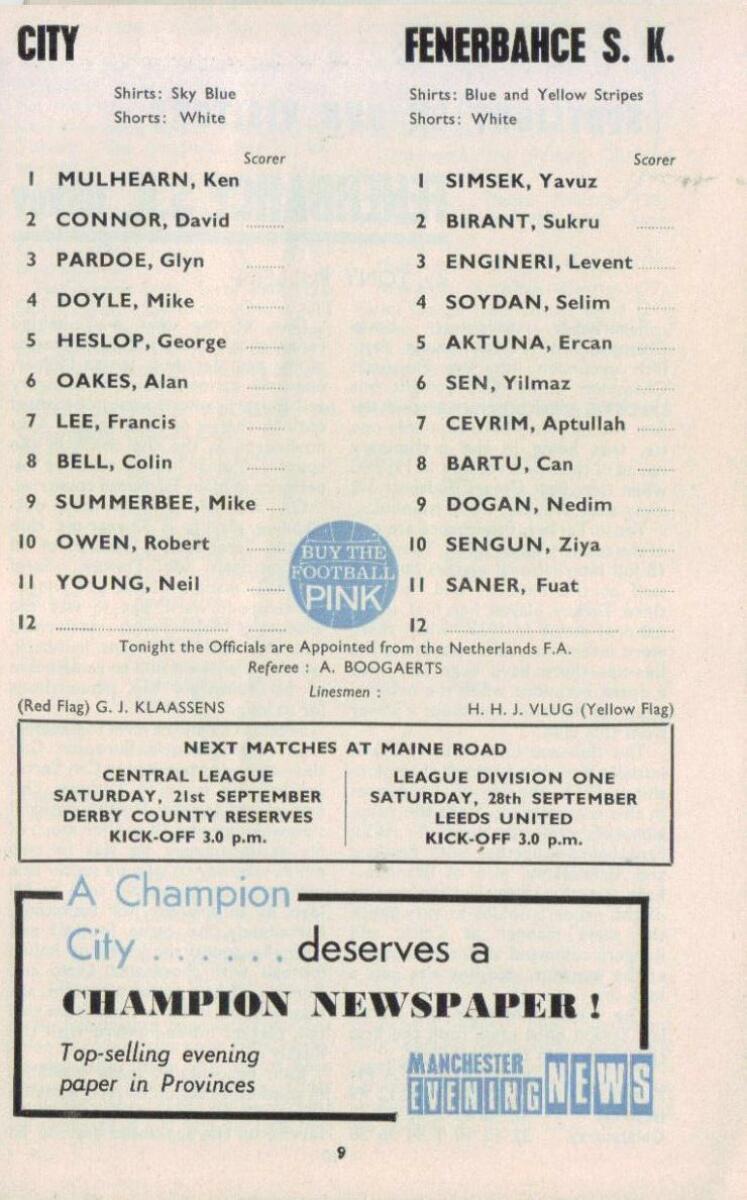 CITY
Shirts: Sky Blue
Shorts: White
Scorer
1 MULHEARN, Ken
2 CONNOR, David ........
3 PARDOE, Glyn ........
4 DOYLE, Mike ........
5 HESLOP, George ........
6 OAKES, Alan ........
7 LEE, Francis ........
8 BELL, Colin ........
9 SUMMERBEE, Mike ......
10 OWEN, Robert ........
11 YOUNG, Neil ........
12 ........................ ........
FENERBAHCE S. K.
Shirts: Blue and Yellow Stripes
Shorts: White
Scorer
1 SIMSEK, Yavuz
2 BIRANT, Sukru ........
3 ENGINERI, Levent ........
4 SOYDAN, Selim ........
5 AKTUNA, Ercan ........
6 SEN, Yilmaz ........
7 CEVRIM, Aptullah ........
8 BARTU, Can ........
9 DOGAN, Nedim ........
10 SENGUN, Ziya ........
11 SANER, Fuat ........
12 ........................ ........
BUY THE
FOOTBALL
PINK
Tonight the Officials are Appointed from the Netherlands F.A.
Referee : A. BOOGAERTS
Linesmen :
(Red Flag) G. J. KLAASSENS H. H. J. VLUG (Yellow Flag)
NEXT MATCHES AT MAINE ROAD
CENTRAL LEAGUE
SATURDAY, 21st SEPTEMBER
DERBY COUNTY RESERVES
KICK-OFF 3.0 p.m.
LEAGUE DIVISION ONE
SATURDAY, 28th SEPTEMBER
LEEDS UNITED
KICK-OFF 3.0 p.m.
A Champion
City ....... deserves a
CHAMPION NEWSPAPER !
Top-selling evening
paper in Provinces
MANCHESTER
EVENING NEWS
9